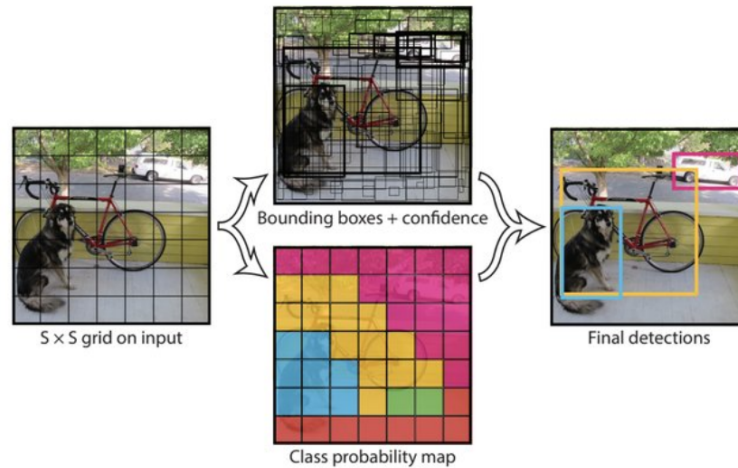 Bounding boxes + confidence
S × S grid on input
Final detections
Class probability map